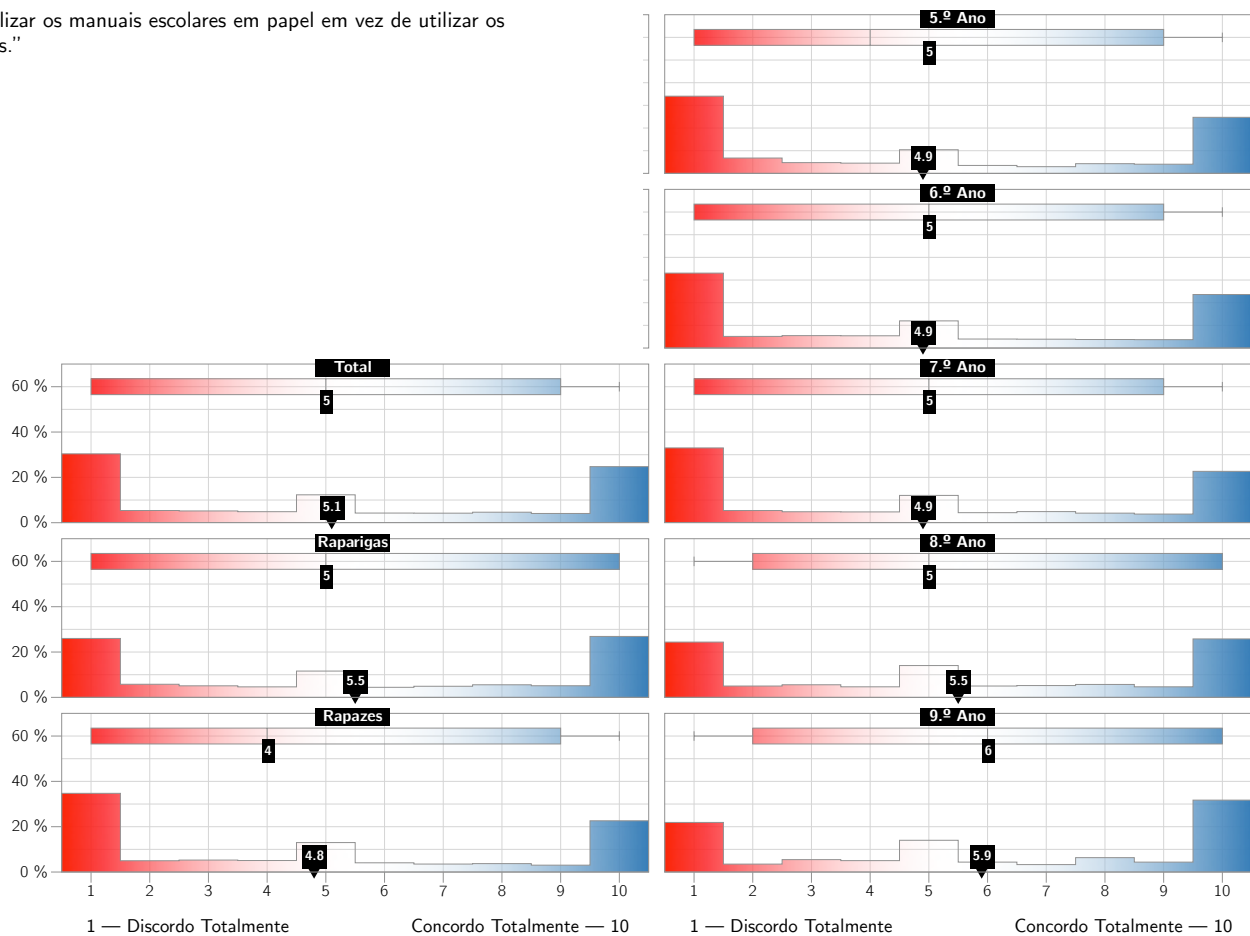 lizar os manuais escolares em papel em vez de utilizar os
s.”
5.º Ano
5
4.9
6.º Ano
5
4.9
Total
60 %
5
40 %
20 %
5.1
0 %
7.º Ano
5
4.9
Raparigas
60 %
5
40 %
20 %
5.5
0 %
8.º Ano
5
5.5
Rapazes
60 %
4
40 %
20 %
4.8
0 %
1 2 3 4 5 6 7 8 9 10
1 — Discordo Totalmente Concordo Totalmente — 10
9.º Ano
6
5.9
1 2 3 4 5 6 7 8 9 10
1 — Discordo Totalmente Concordo Totalmente — 10